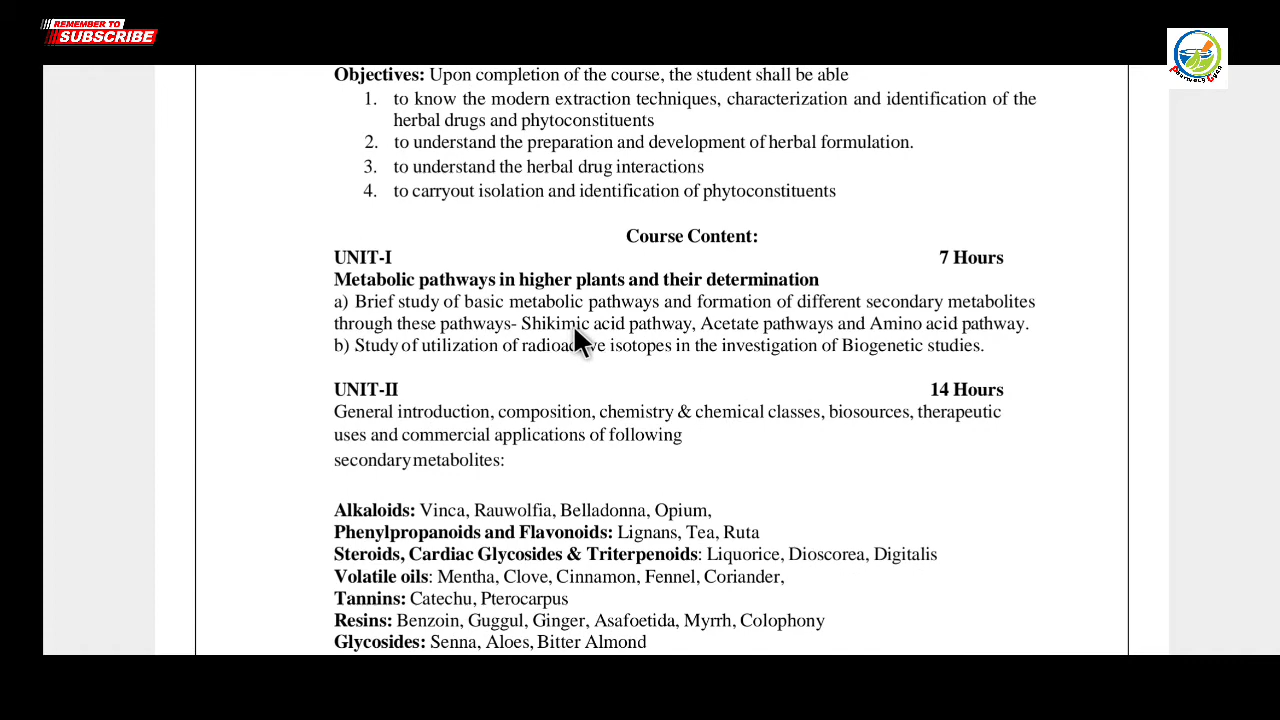 REMEMBER TO
SUBSCRIBE
Objectives: Upon completion of the course, the student shall be able
1. to know the modern extraction techniques, characterization and identification of the
herbal drugs and phytoconstituents
2. to understand the preparation and development of herbal formulation.
3. to understand the herbal drug interactions
4. to carryout isolation and identification of phytoconstituents
Course Content:
UNIT-I 7 Hours
Metabolic pathways in higher plants and their determination
a) Brief study of basic metabolic pathways and formation of different secondary metabolites
through these pathways- Shikimic acid pathway, Acetate pathways and Amino acid pathway.
b) Study of utilization of radioactive isotopes in the investigation of Biogenetic studies.
UNIT-II 14 Hours
General introduction, composition, chemistry & chemical classes, biosources, therapeutic
uses and commercial applications of following
secondary metabolites:
Alkaloids: Vinca, Rauwolfia, Belladonna, Opium,
Phenylpropanoids and Flavonoids: Lignans, Tea, Ruta
Steroids, Cardiac Glycosides & Triterpenoids: Liquorice, Dioscorea, Digitalis
Volatile oils: Mentha, Clove, Cinnamon, Fennel, Coriander,
Tannins: Catechu, Pterocarpus
Resins: Benzoin, Guggul, Ginger, Asafoetida, Myrrh, Colophony
Glycosides: Senna, Aloes, Bitter Almond